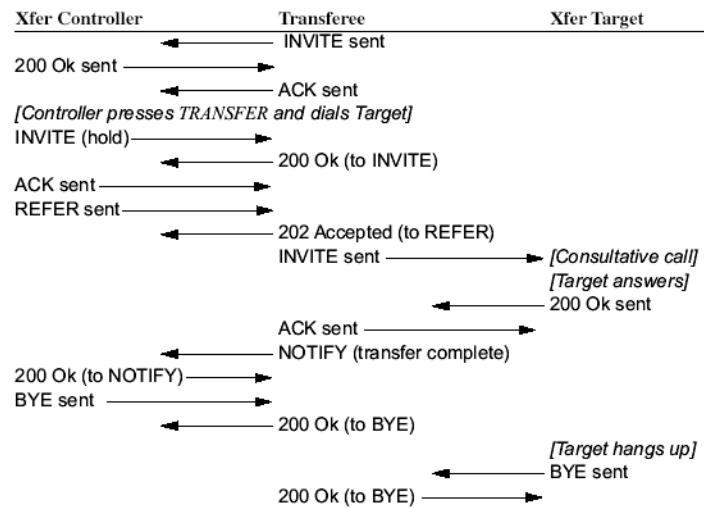 Xfer Controller Transferee Xfer Target
INVITE sent
200 Ok sent
ACK sent
[Controller presses TRANSFER and dials Target]
INVITE (hold)
200 Ok (to INVITE)
ACK sent
REFER sent
202 Accepted (to REFER)
INVITE sent [Consultative call]
[Target answers]
200 Ok sent
ACK sent
NOTIFY (transfer complete)
200 Ok (to NOTIFY)
BYE sent
200 Ok (to BYE)
[Target hangs up]
BYE sent
200 Ok (to BYE)